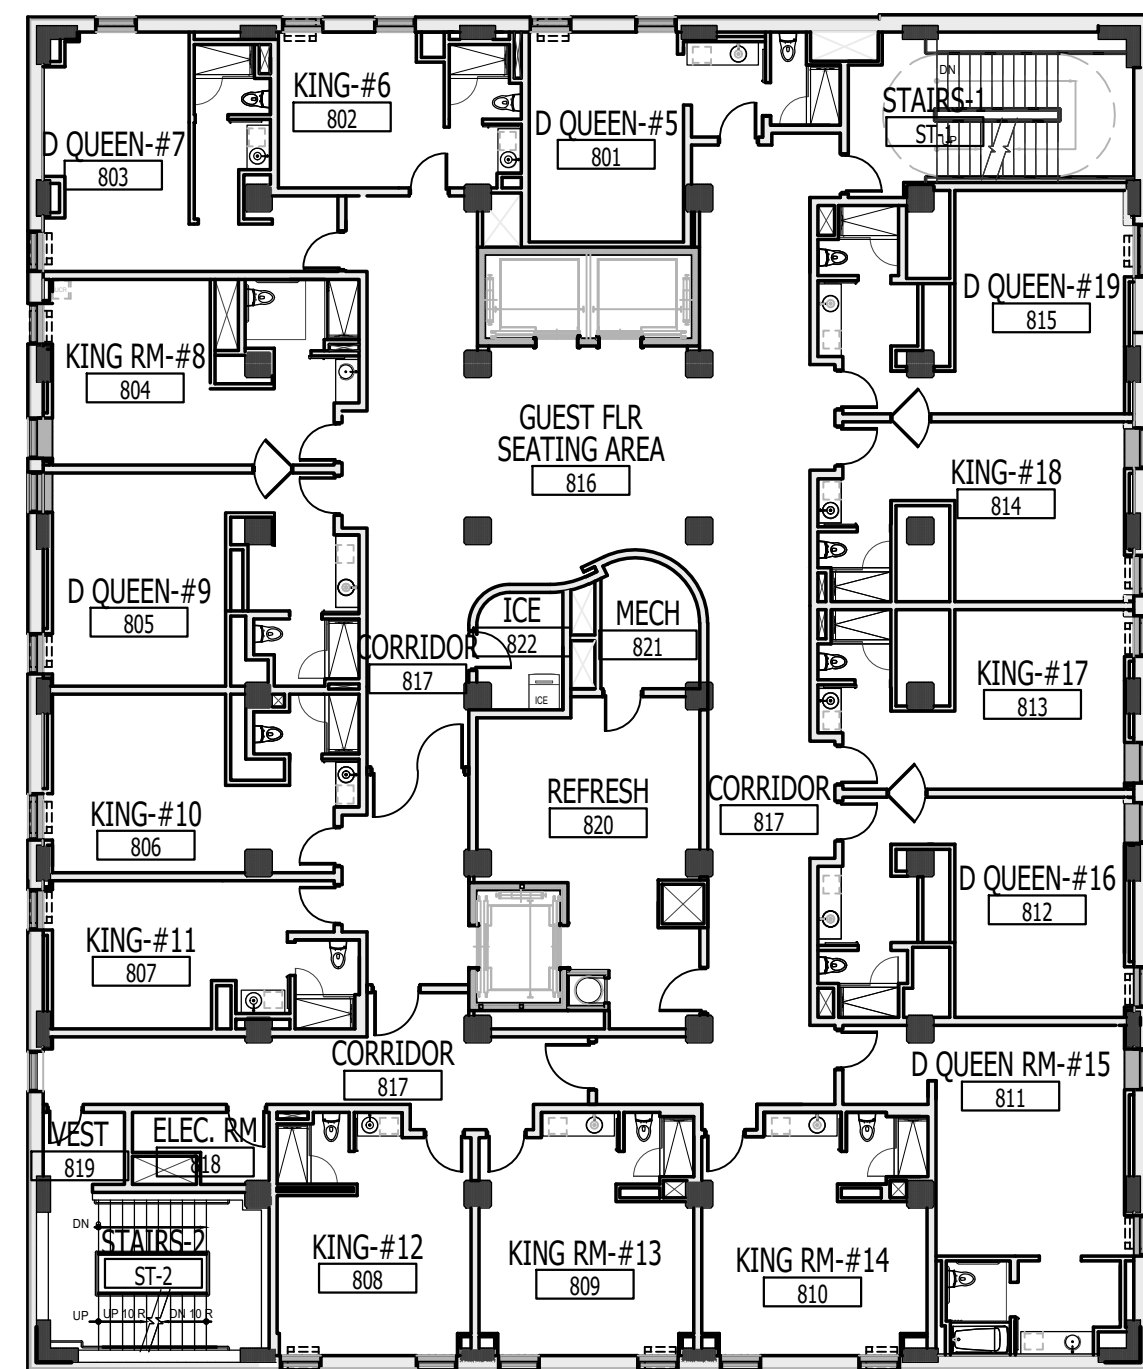 KING-#6
802
D QUEEN-#7
803
D QUEEN-#5
801
DN
STAIRS-1
ST-1
UP
KING RM-#8
804
D QUEEN-#19
815
GUEST FLR
SEATING AREA
816
KING-#18
814
D QUEEN-#9
805
ICE
822
MECH
821
CORRIDOR
817
ICE
KING-#17
813
KING-#10
806
REFRESH
820
CORRIDOR
817
D QUEEN-#16
812
KING-#11
807
CORRIDOR
817
D QUEEN RM-#15
811
VEST
819
ELEC. RM
818
DN
STAIRS-2
ST-2
UP
UP 10 R
DN 10 R
KING-#12
808
KING RM-#13
809
KING RM-#14
810